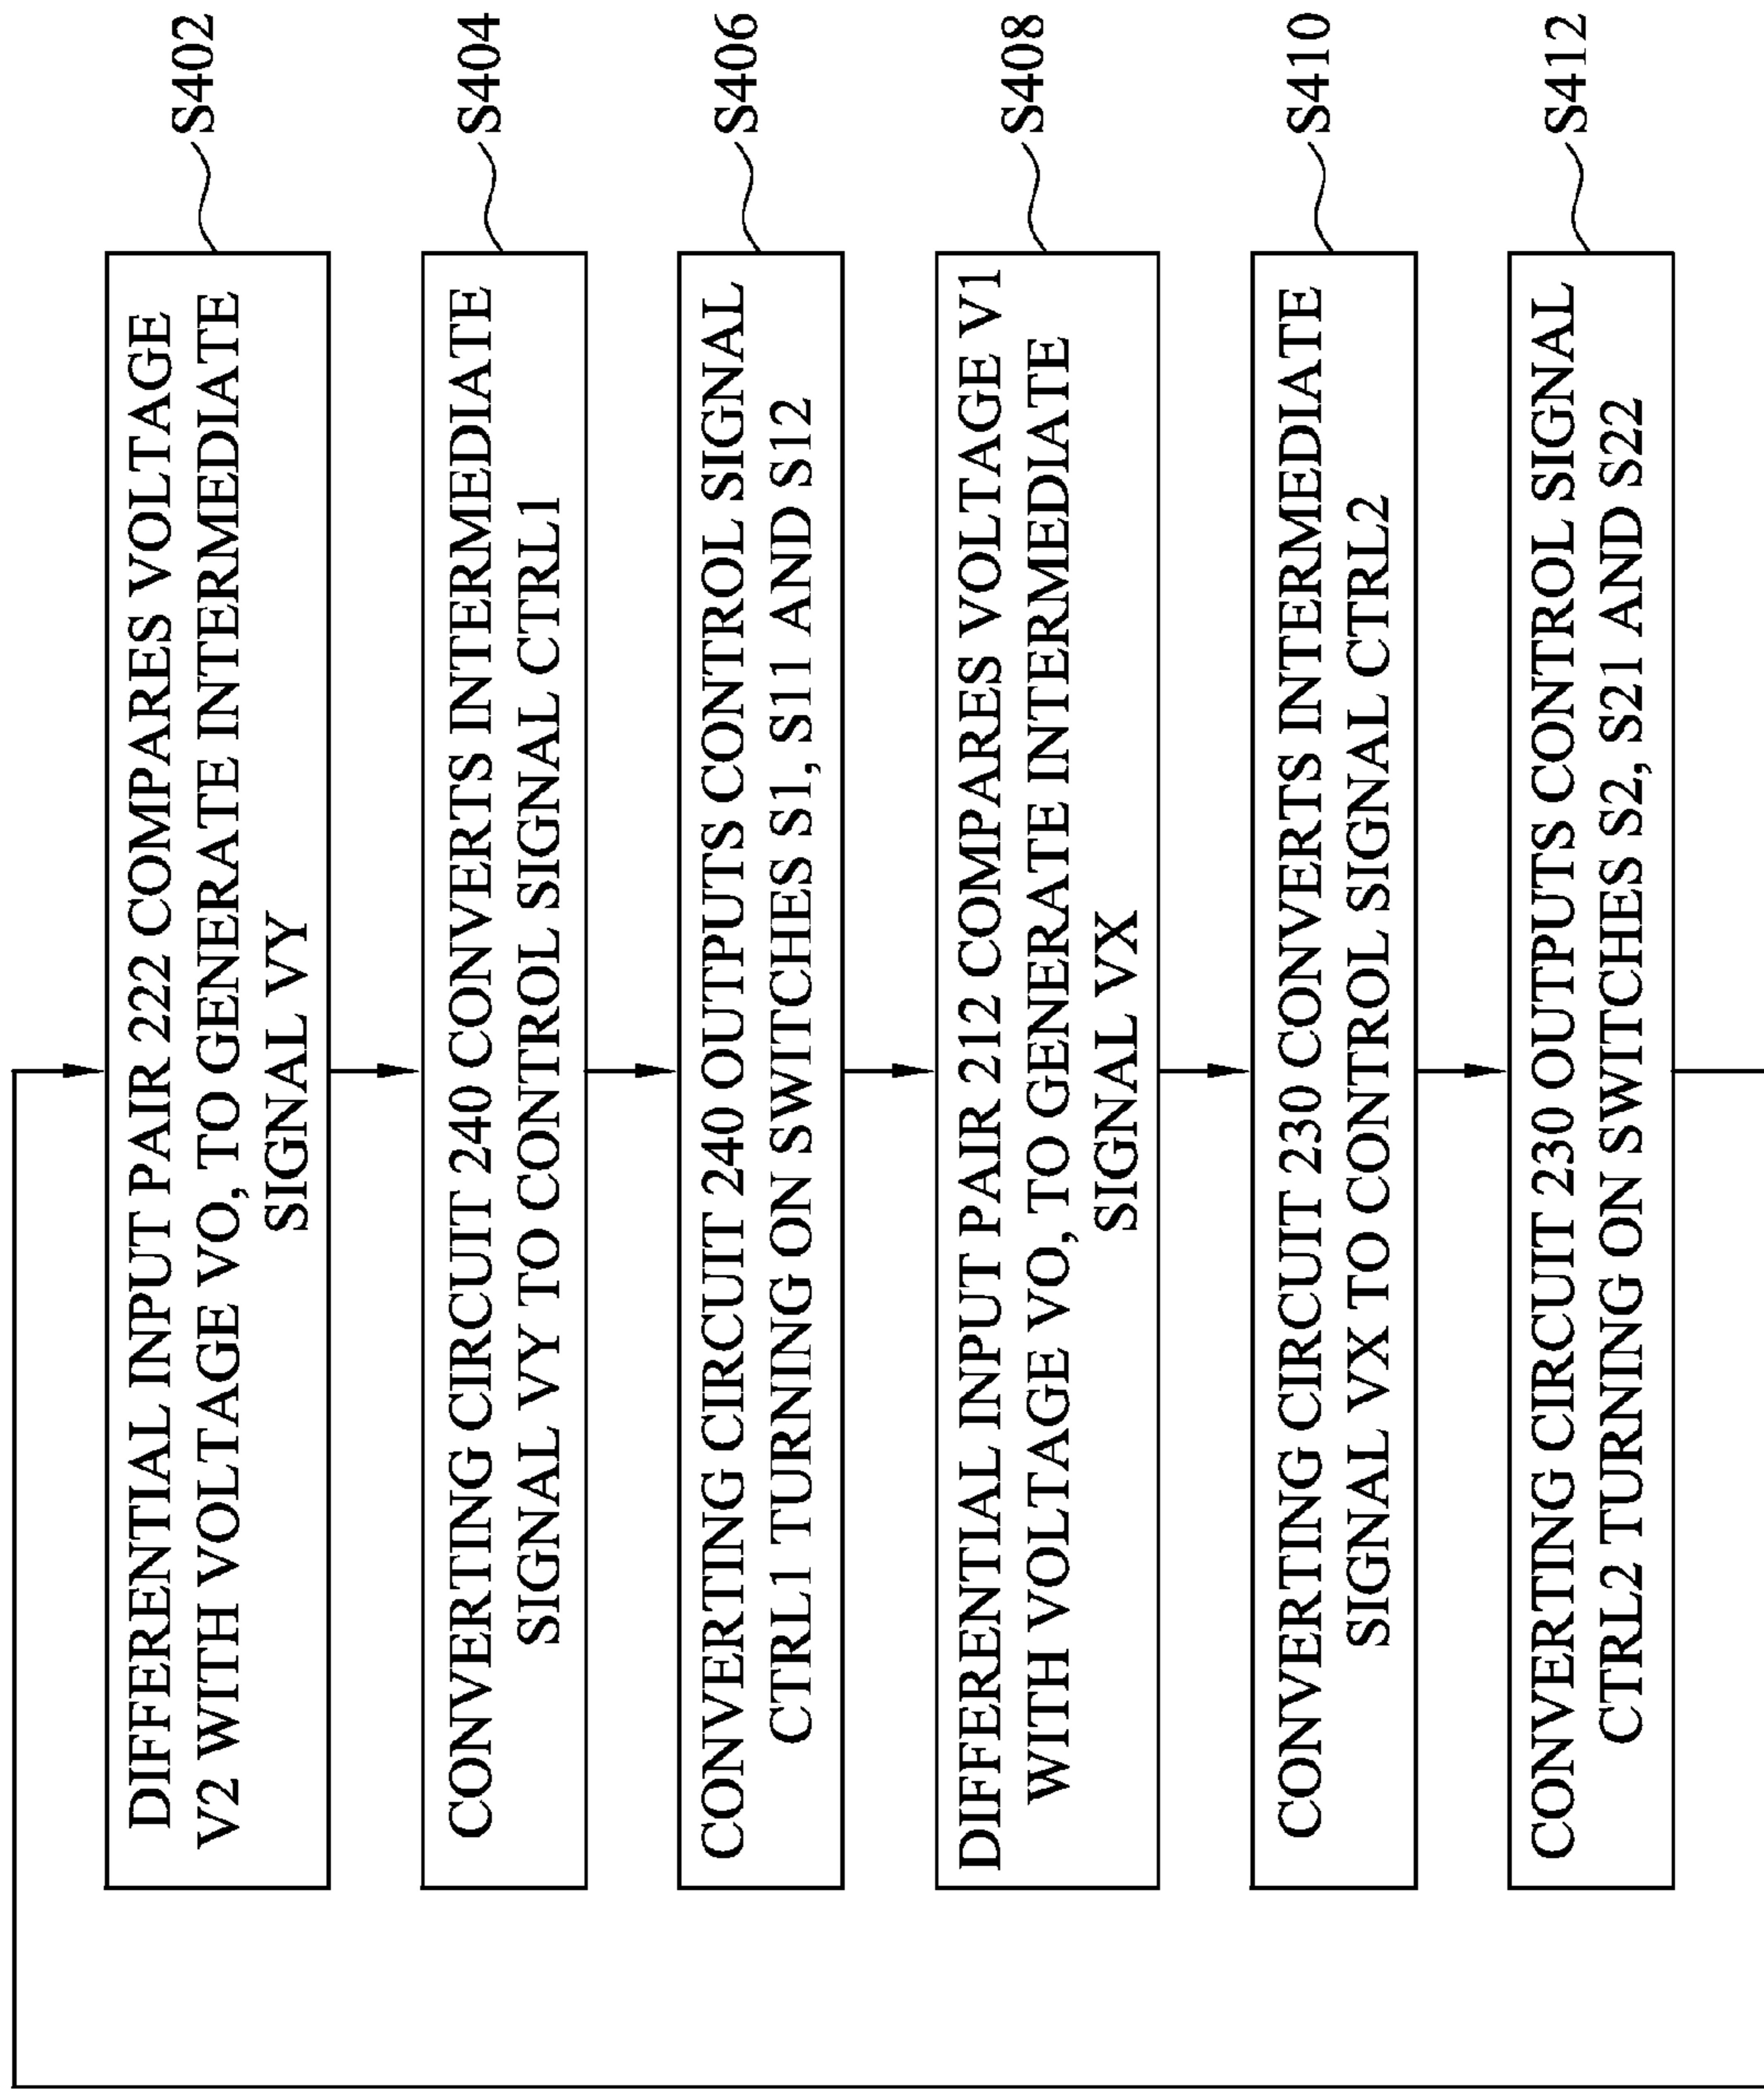 DIFFERENTIAL INPUT PAIR 222 COMPARES VOLTAGE
V2 WITH VOLTAGE VO, TO GENERATE INTERMEDIATE
SIGNAL VY
S402
CONVERTING CIRCUIT 240 CONVERTS INTERMEDIATE
SIGNAL VY TO CONTROL SIGNAL CTRL1
S404
CONVERTING CIRCUIT 240 OUTPUTS CONTROL SIGNAL
CTRL1 TURNING ON SWITCHES S1, S11 AND S12
S406
DIFFERENTIAL INPUT PAIR 212 COMPARES VOLTAGE V1
WITH VOLTAGE VO, TO GENERATE INTERMEDIATE
SIGNAL VX
S408
CONVERTING CIRCUIT 230 CONVERTS INTERMEDIATE
SIGNAL VX TO CONTROL SIGNAL CTRL2
S410
CONVERTING CIRCUIT 230 OUTPUTS CONTROL SIGNAL
CTRL2 TURNING ON SWITCHES S2, S21 AND S22
S412